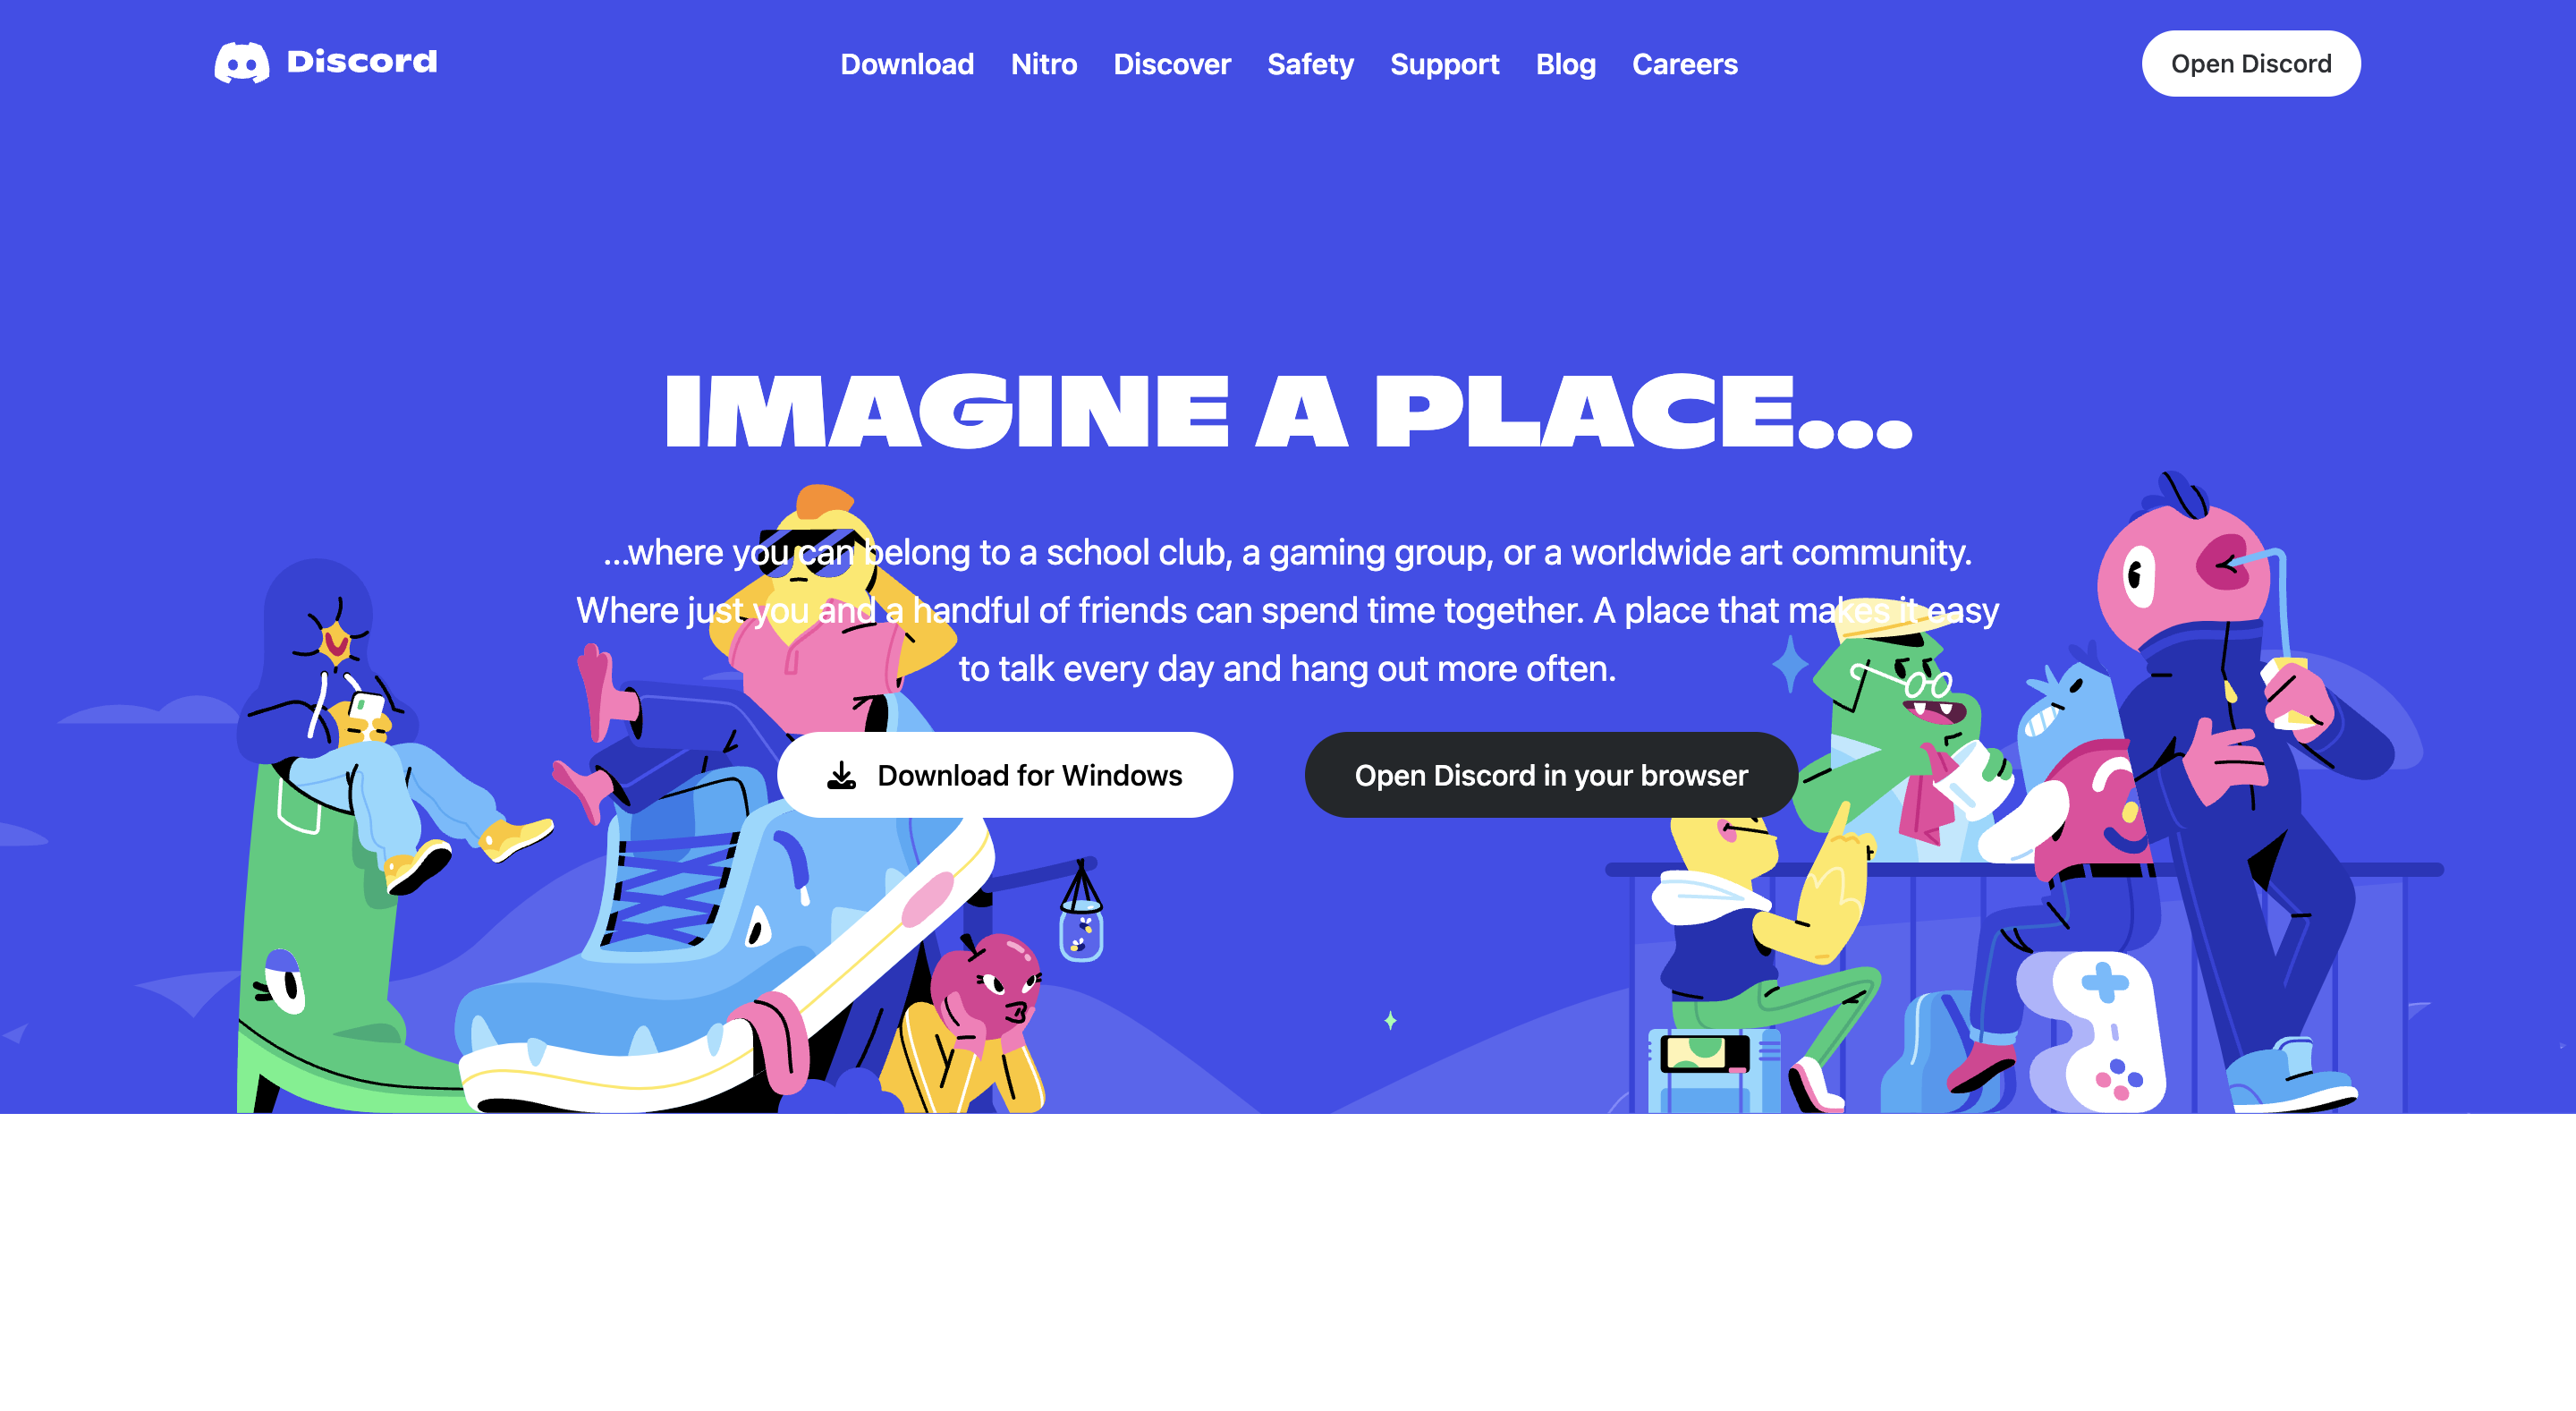 Discord
Download Nitro Discover Safety Support Blog Careers
Open Discord
IMAGINE A PLACE...
...where you can belong to a school club, a gaming group, or a worldwide art community.
Where just you and a handful of friends can spend time together. A place that makes it easy
to talk every day and hang out more often.
Download for Windows
Open Discord in your browser